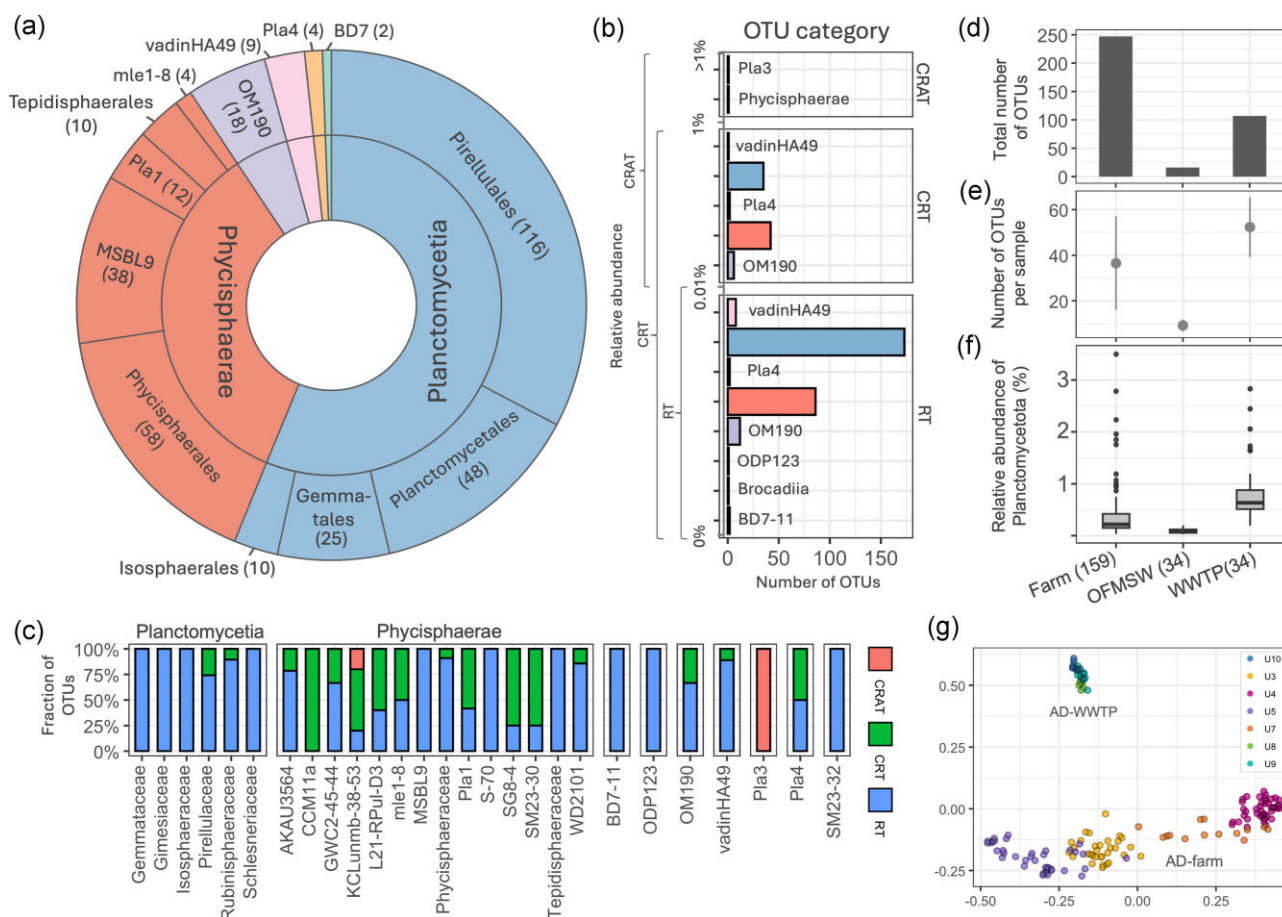 (a)
Pla4 (4)
BD7 (2)
vadinHA49 (9)
mle1-8 (4)
Tepidisphaerales
(10)
OM190
(18)
Pla1 (12)
MSBL9
(38)
Phycisphaerales
(58)
Phycisphaerae
Planctomycetia
Pirellulales (116)
Planctomycetales
(48)
Gemma-
tales
(25)
Isosphaerales (10)
(b)
OTU category
Relative abundance
CRAT
CRT
RT
>1%
1%
0.01%
0%
Pla3
Phycisphaerae
CRAT
vadinHA49
Pla4
OM190
CRT
vadinHA49
Pla4
OM190
ODP123
Brocadiia
BD7-11
RT
0 50 100 150
Number of OTUs
(c)
Planctomycetia
Phycisphaerae
Fraction of
OTUs
100%
75%
50%
25%
0%
Gemmataceae
Gimesiaceae
Isosphaeraceae
Pirellulaceae
Rubinisphaeraceae
Schlesneriaceae
AKAU3564
CCM11a
GWC2-45-44
KCLunmb-38-53
L21-RPul-D3
mle1-8
MSBL9
Phycisphaeraceae
Pla1
S-70
SG8-4
SM23-30
Tepidisphaeraceae
WD2101
BD7-11
ODP123
OM190
vadinHA49
Pla3
Pla4
SM23-32
CRAT
CRT
RT
(d)
Total number
of OTUs
250
200
150
100
50
0
(e)
Number of OTUs
per sample
60
40
20
(f)
Relative abundance of
Planctomycetota (%)
3
2
1
Farm (159)
OFMSW (34)
WWTP(34)
(g)
0.50
0.25
0.00
-0.25
AD-WWTP
AD-farm
U10
U3
U4
U5
U7
U8
U9
-0.50 -0.25 0.00 0.25